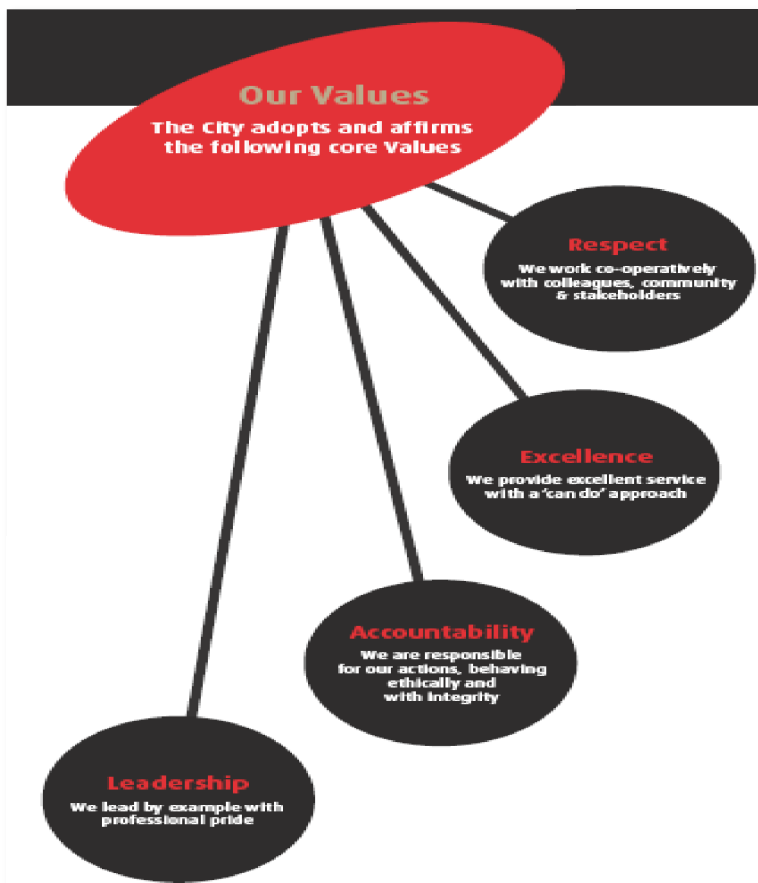 Our Values
The City adopts and affirms
the following core Values
Respect
We work co-operatively
with colleagues, community
& stakeholders
Excellence
We provide excellent service
with a 'can do' approach
Accountability
We are responsible
for our actions, behaving
ethically and
with integrity
Leadership
We lead by example with
professional pride